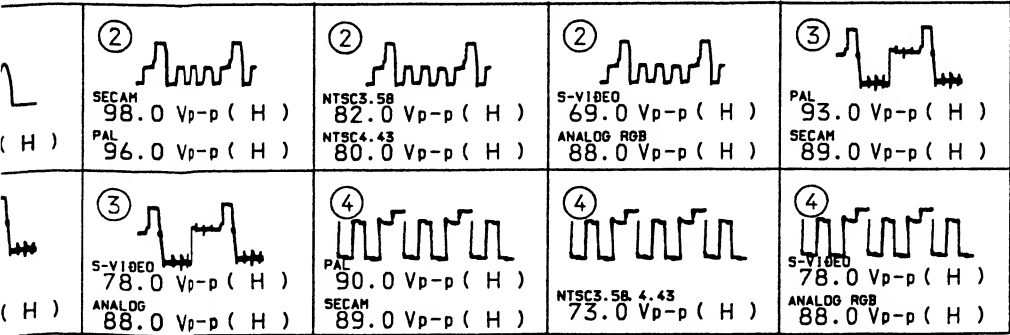 ( H )
②
SECAM
98.0 Vp-p ( H )
PAL
96.0 Vp-p ( H )
②
NTSC3.58
82.0 Vp-p ( H )
NTSC4.43
80.0 Vp-p ( H )
②
S-VIDEO
69.0 Vp-p ( H )
ANALOG RGB
88.0 Vp-p ( H )
③
PAL
93.0 Vp-p ( H )
SECAM
89.0 Vp-p ( H )
( H )
③
S-VIDEO
78.0 Vp-p ( H )
ANALOG
88.0 Vp-p ( H )
④
PAL
90.0 Vp-p ( H )
SECAM
89.0 Vp-p ( H )
④
NTSC3.58. 4.43
73.0 Vp-p ( H )
④
S-VIDEO
78.0 Vp-p ( H )
ANALOG RGB
88.0 Vp-p ( H )